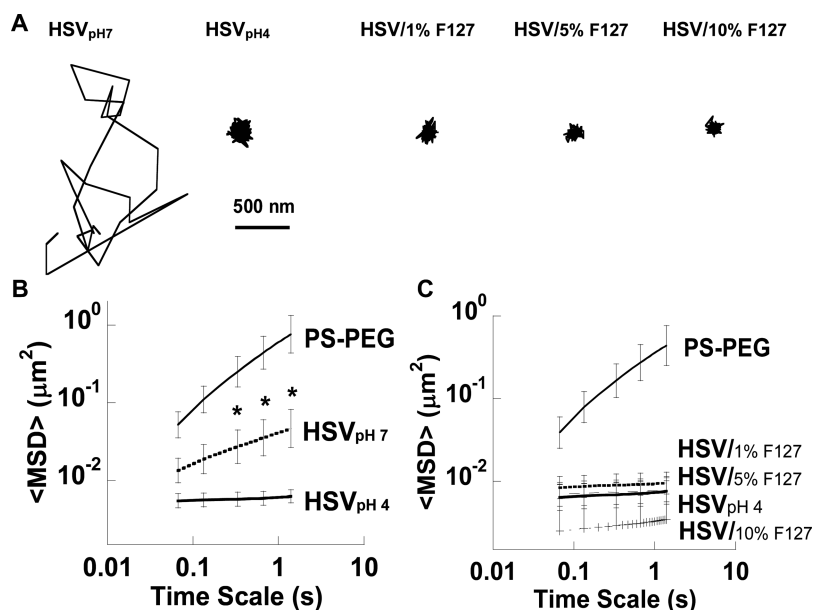 A
HSVpH7
HSVpH4
HSV/1% F127
HSV/5% F127
HSV/10% F127
500 nm
B
<MSD> (μm²)
10⁰
10⁻¹
10⁻²
PS-PEG
* * *
HSVpH 7
HSVpH 4
0.01 0.1 1 10
Time Scale (s)
C
<MSD> (μm²)
10⁰
10⁻¹
10⁻²
PS-PEG
HSV/1% F127
HSV/5% F127
HSVpH 4
HSV/10% F127
0.01 0.1 1 10
Time Scale (s)